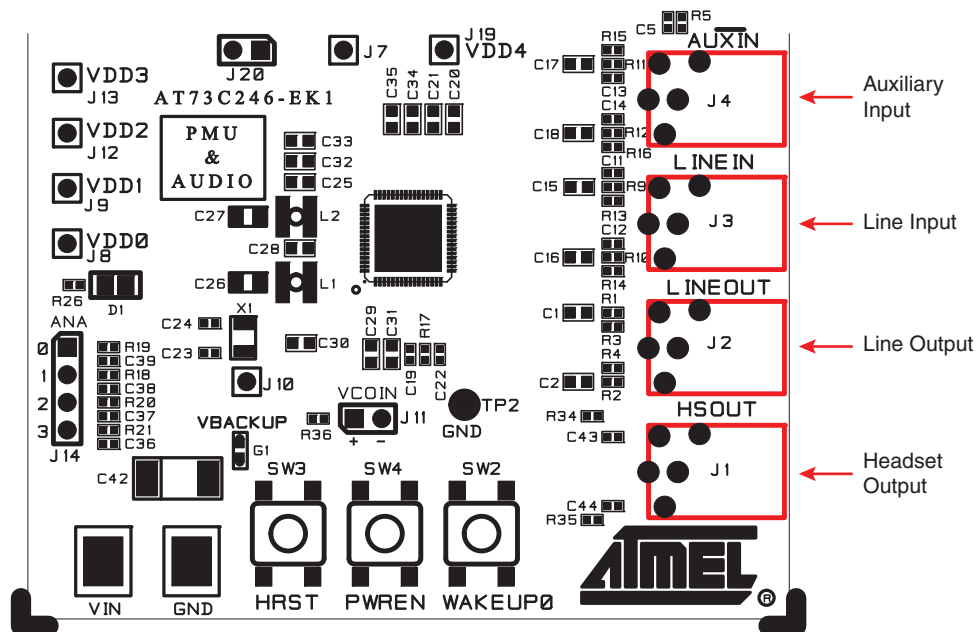 J19
VDD4
J7
J20
AT73C246-EK1
PMU
&
AUDIO
VDD3
J13
VDD2
J12
VDD1
J9
VDD0
J8
R26
D1
C35
C34
C21
C20
C33
C32
C25
C27
L2
C28
C26
L1
C24
X1
C23
C30
C29
C31
R17
C19
C22
J10
ANA
0
1
2
3
J14
R19
C39
R18
C38
R20
C37
R21
C36
VBACKUP
G1
R36
VCOIN
J11
+ -
TP2
GND
C42
SW3
SW4
SW2
VIN
GND
HRST
PWREN
WAKEUP0
R5
C5
AUXIN
R15
C17
R11
J4
C13
C14
C18
R12
R16
C11
LINEIN
C15
R9
J3
R13
C12
C16
R10
R14
LINEOUT
R1
C1
J2
R3
R4
C2
R2
HSOUT
R34
C43
J1
C44
R35
ATMEL
®
Auxiliary
Input
Line Input
Line Output
Headset
Output